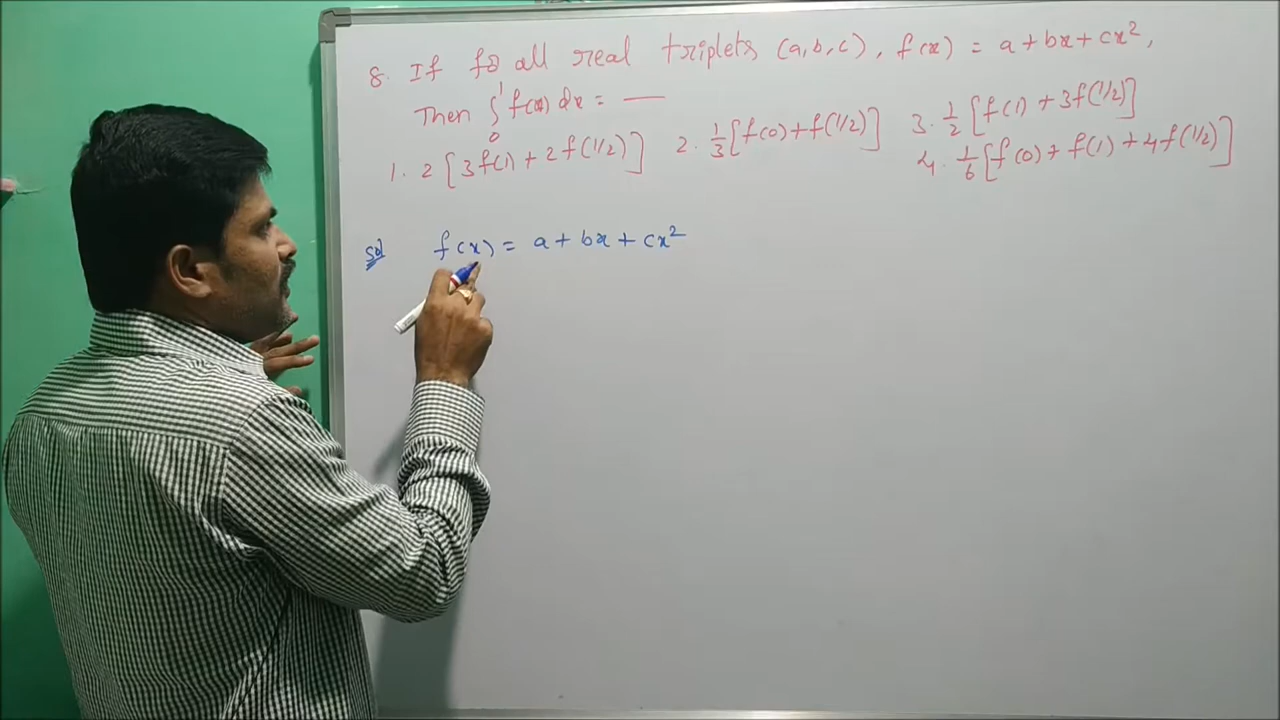 8. If for all real triplets (a,b,c), f(x) = a+bx+cx²,
Then ∫₀¹ f(x) dx = ——
1. 2[3f(1) + 2f(1/2)] 2. 1/3[f(0)+f(1/2)] 3. 1/2[f(1) + 3f(1/2)]
4. 1/6[f(0) + f(1) + 4f(1/2)]
Sol f(x) = a+bx+cx²